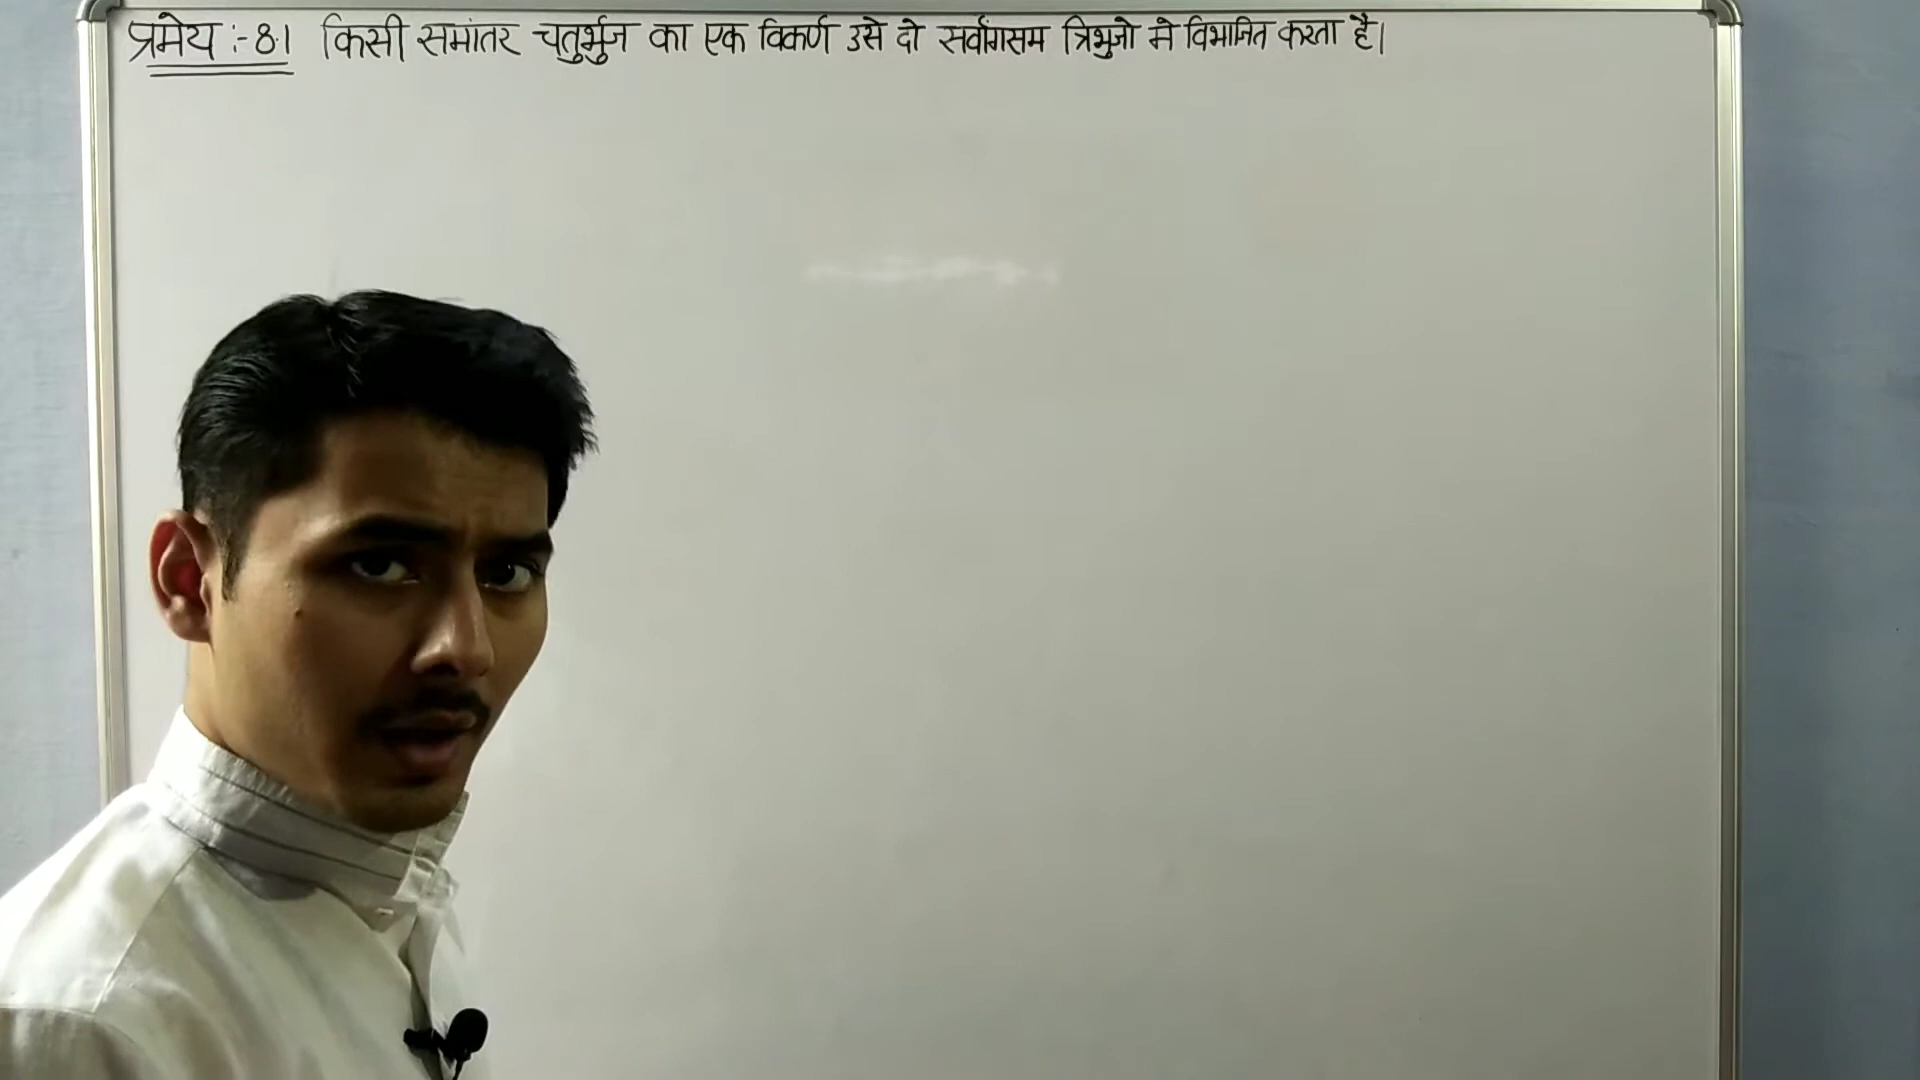 प्रमेय :- 8.1 किसी समांतर चतुर्भुज का एक विकर्ण उसे दो सर्वांगसम त्रिभुजो मे विभाजित करता है।